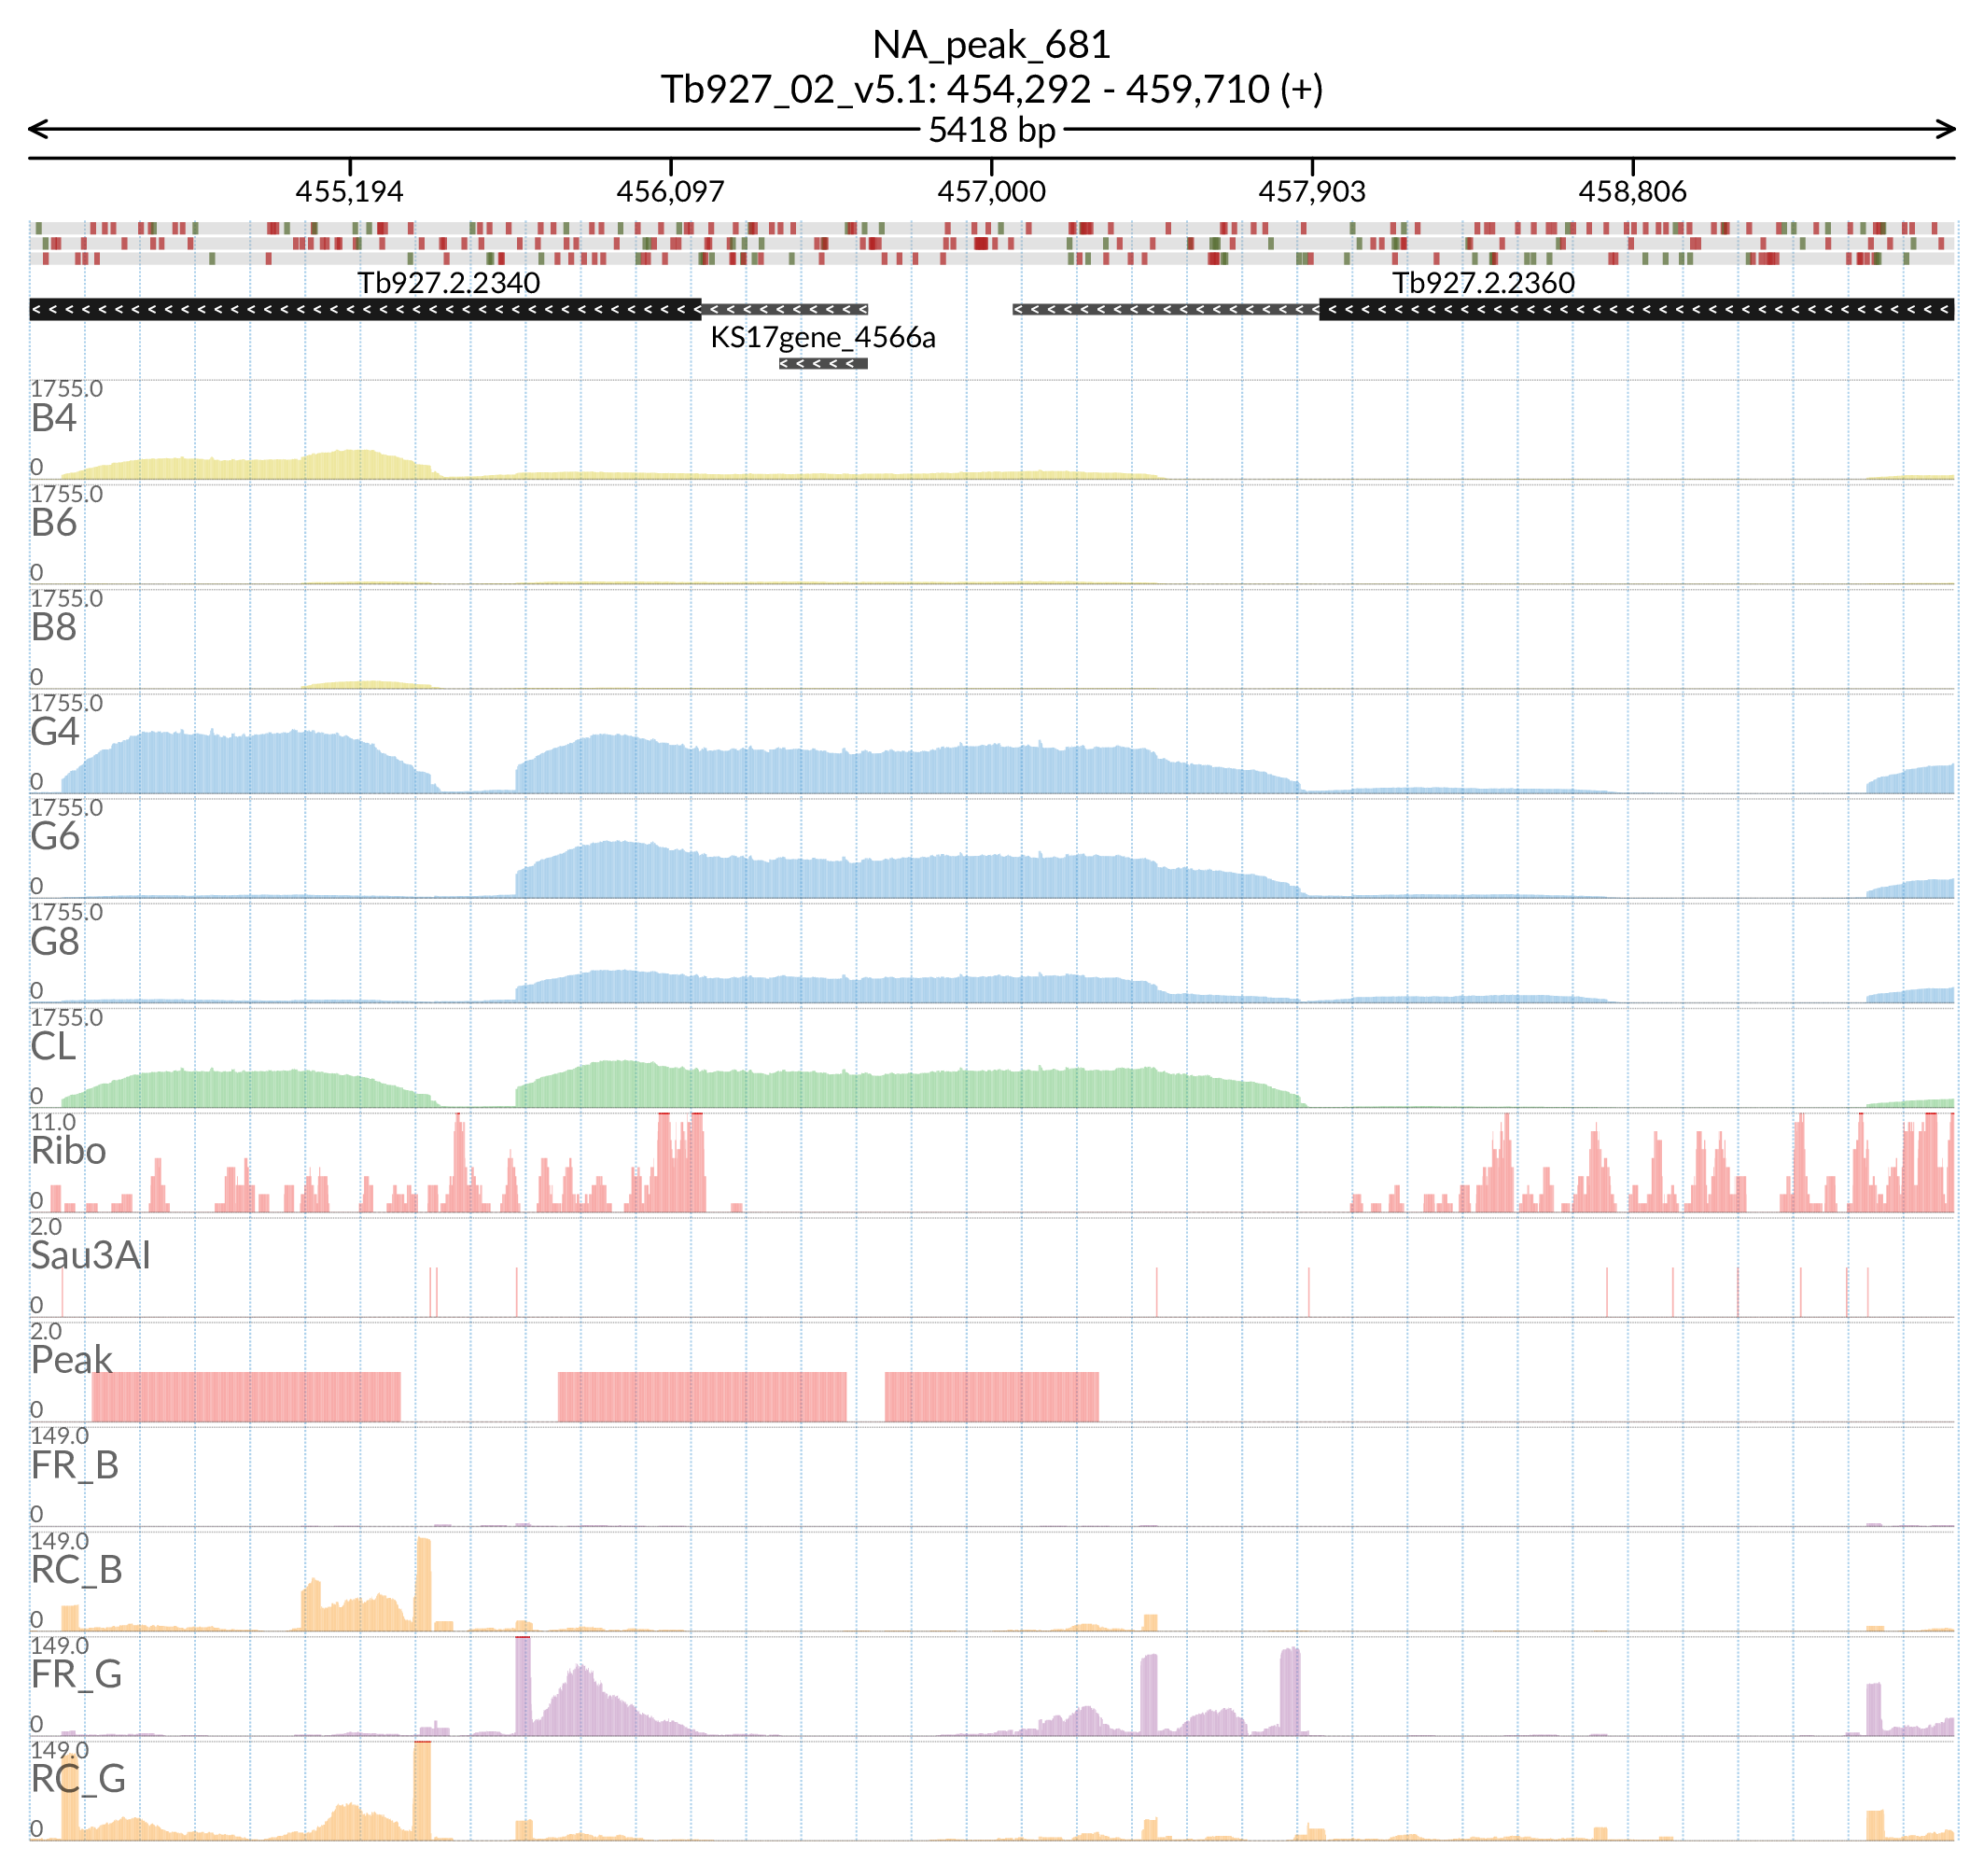 NA_peak_681
Tb927_02_v5.1: 454,292 - 459,710 (+)
5418 bp
455,194 456,097 457,000 457,903 458,806
Tb927.2.2340 Tb927.2.2360
KS17gene_4566a
1755.0
B4
0
1755.0
B6
0
1755.0
B8
0
1755.0
G4
0
1755.0
G6
0
1755.0
G8
0
1755.0
CL
0
11.0
Ribo
0
2.0
Sau3AI
0
2.0
Peak
0
149.0
FR_B
0
149.0
RC_B
0
149.0
FR_G
0
149.0
RC_G
0